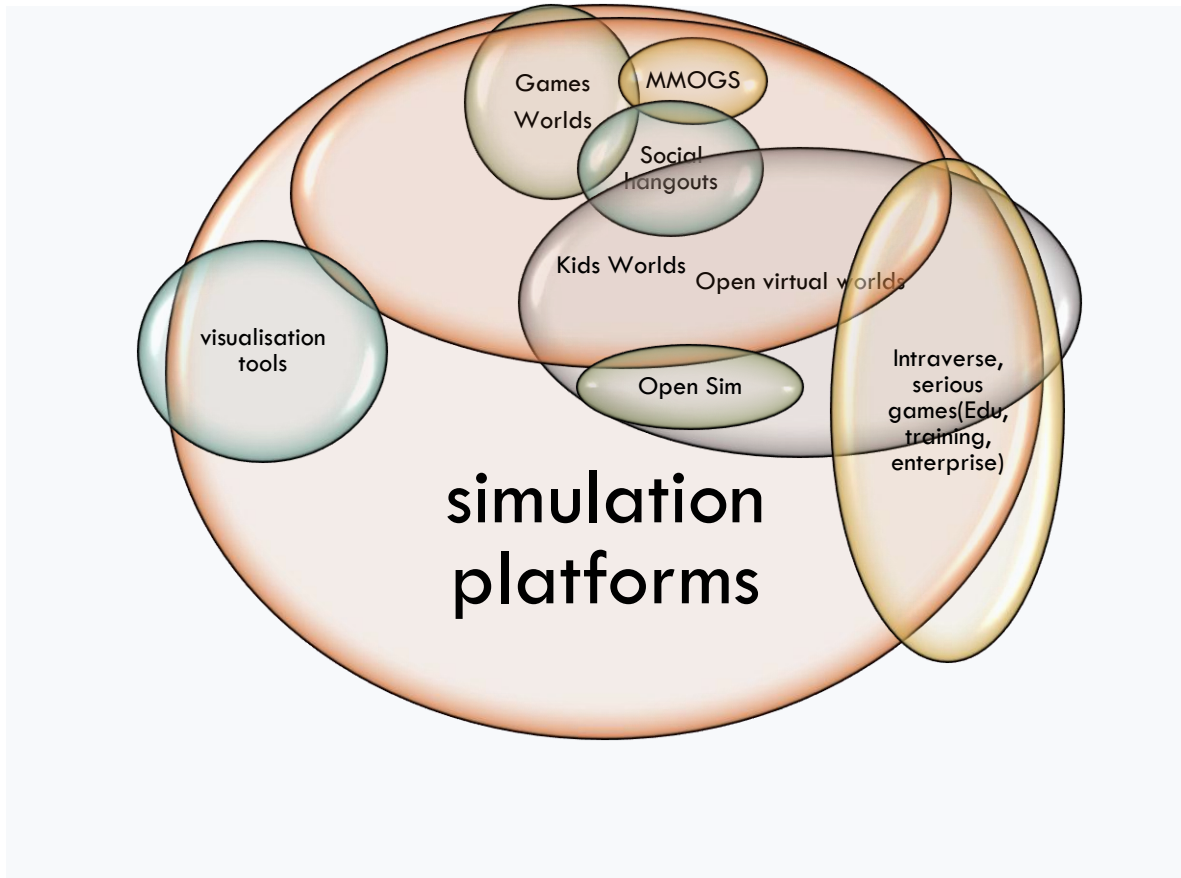 Games
Worlds
MMOGS
Social
hangouts
Kids Worlds
Open virtual worlds
visualisation
tools
Open Sim
Intraverse,
serious
games(Edu,
training,
enterprise)
simulation
platforms